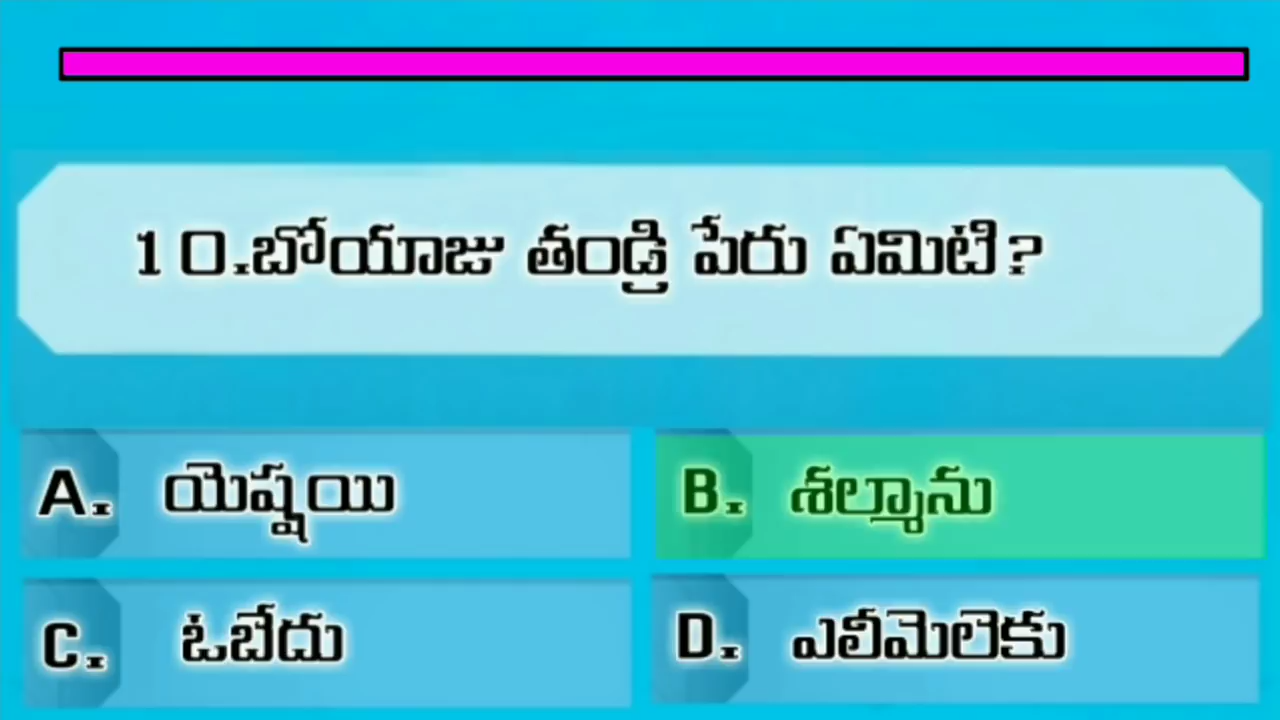 10.బోయాజు తండ్రి పేరు ఏమిటి?
A. యెష్షయి
B. శల్మాను
C. ఓబేదు
D. ఎలీమెలెకు